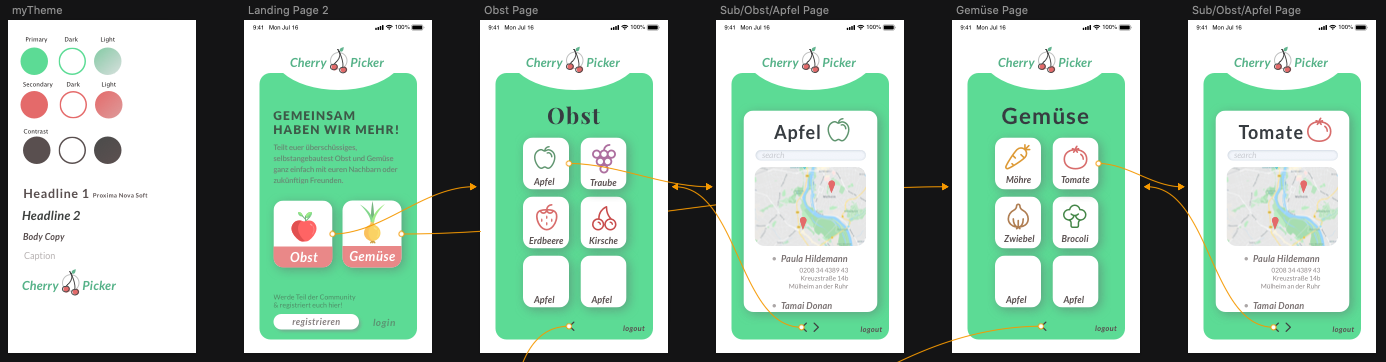 myTheme
Primary Dark Light
Secondary Dark Light
Contrast
Headline 1 Proxima Nova Soft
Headline 2
Body Copy
Caption
Cherry Picker
Landing Page 2
9:41 Mon Jul 16 100%
Cherry Picker
GEMEINSAM
HABEN WIR MEHR!
Teilt euer überschüssiges,
selbstangebautest Obst und Gemüse
ganz einfach mit euren Nachbarn oder
zukünftign Freunden.
Obst Gemüse
Werde Teil der Community
& registriert euch hier!
registrieren login
Obst Page
9:41 Mon Jul 16 100%
Cherry Picker
Obst
Apfel Traube
Erdbeere Kirsche
Apfel Apfel
logout
Sub/Obst/Apfel Page
9:41 Mon Jul 16 100%
Cherry Picker
Apfel
search
Paula Hildemann
0208 34 4389 43
Kreuzstraße 14b
Mülheim an der Ruhr
Tamai Donan
logout
Gemüse Page
9:41 Mon Jul 16 100%
Cherry Picker
Gemüse
Möhre Tomate
Zwiebel Brocoli
Apfel Apfel
logout
Sub/Obst/Apfel Page
9:41 Mon Jul 16 100%
Cherry Picker
Tomate
search
Paula Hildemann
0208 34 4389 43
Kreuzstraße 14b
Mülheim an der Ruhr
Tamai Donan
logout